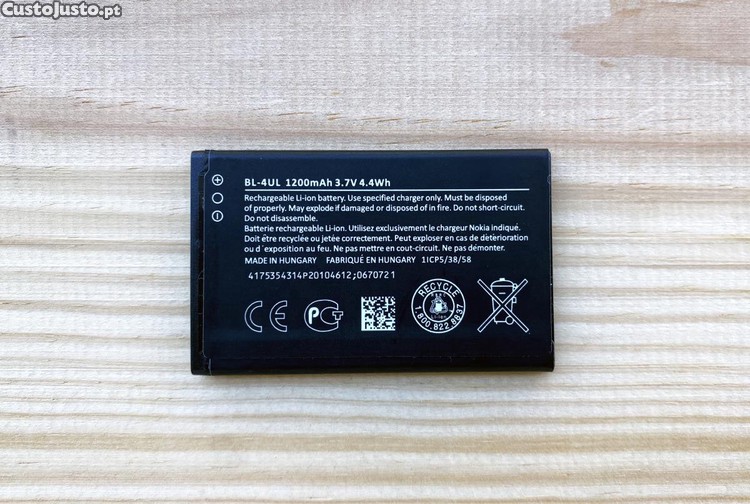 CustoJusto.pt
BL-4UL 1200mAh 3.7V 4.4Wh
Rechargeable Li-ion battery. Use specified charger only. Must be disposed
of properly. May explode if damaged or disposed of in fire. Do not short-circuit.
Do not disassemble.
Batterie rechargeable Li-ion. Utilisez exclusivement le chargeur Nokia indiqué.
Doit être recyclée ou jetée correctement. Peut exploser en cas de détérioration
ou d'exposition au feu. Ne pas mettre en cout-circuit. Ne pas démonter.
MADE IN HUNGARY FABRIQUÉ EN HUNGARY 1ICP5/38/58
4175354314P20104612;0670721
CE PCT RECYCLE
1.800.822.8837